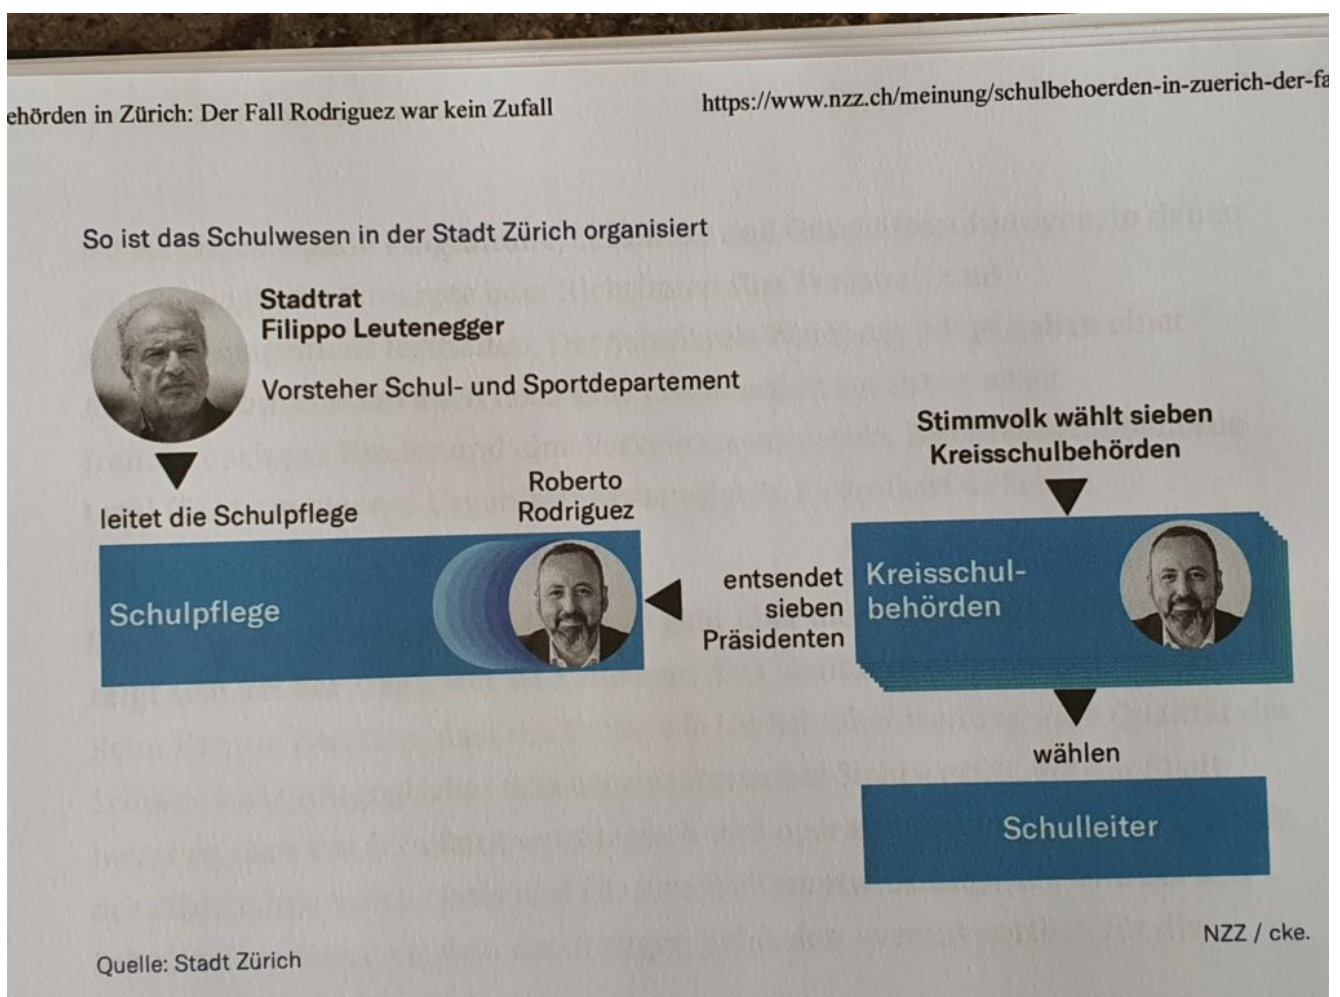 ehörden in Zürich: Der Fall Rodriguez war kein Zufall
https://www.nzz.ch/meinung/schulbehoerden-in-zuerich-der-fa
So ist das Schulwesen in der Stadt Zürich organisiert
Stadtrat
Filippo Leutenegger
Vorsteher Schul- und Sportdepartement
leitet die Schulpflege
Roberto
Rodriguez
Schulpflege
Stimmvolk wählt sieben
Kreisschulbehörden
entsendet
sieben
Präsidenten
Kreisschul-
behörden
wählen
Schulleiter
Quelle: Stadt Zürich
NZZ / cke.